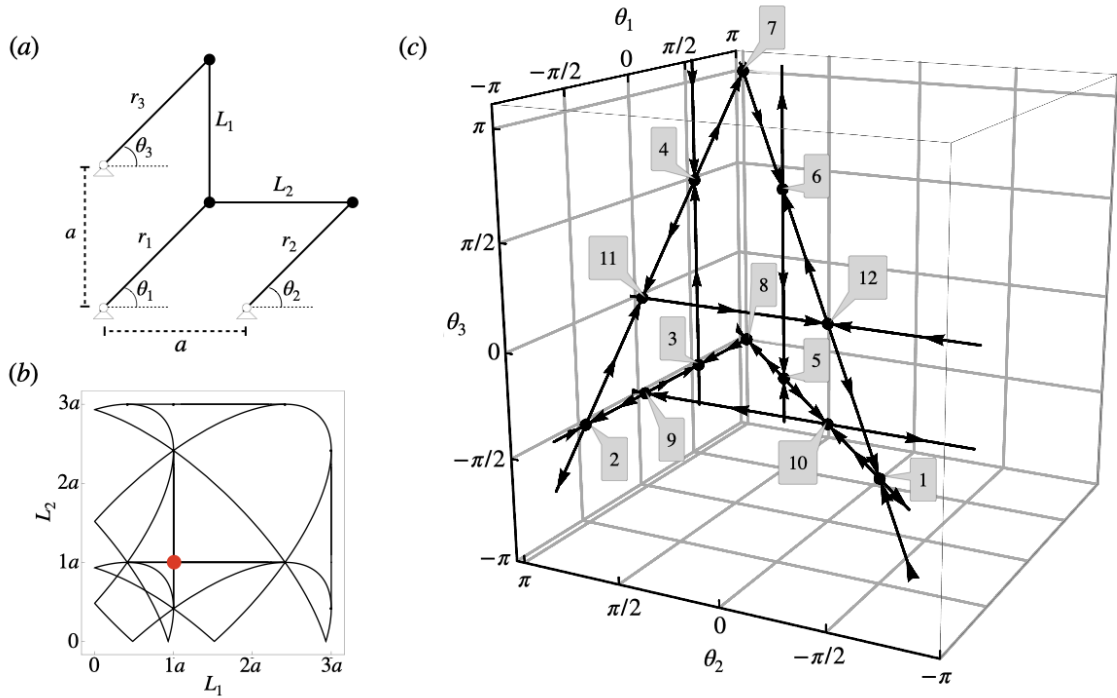 (a)
r₃
L₁
θ₃
L₂
a
r₁
r₂
θ₁
θ₂
a
(b)
3a
2a
L₂
1a
0
0 1a 2a 3a
L₁
(c)
θ₁
−π −π/2 0 π/2 π
7
4
6
11
8
12
3
5
2
9
10
1
θ₃
π
π/2
0
−π/2
−π
π π/2 0 −π/2 −π
θ₂